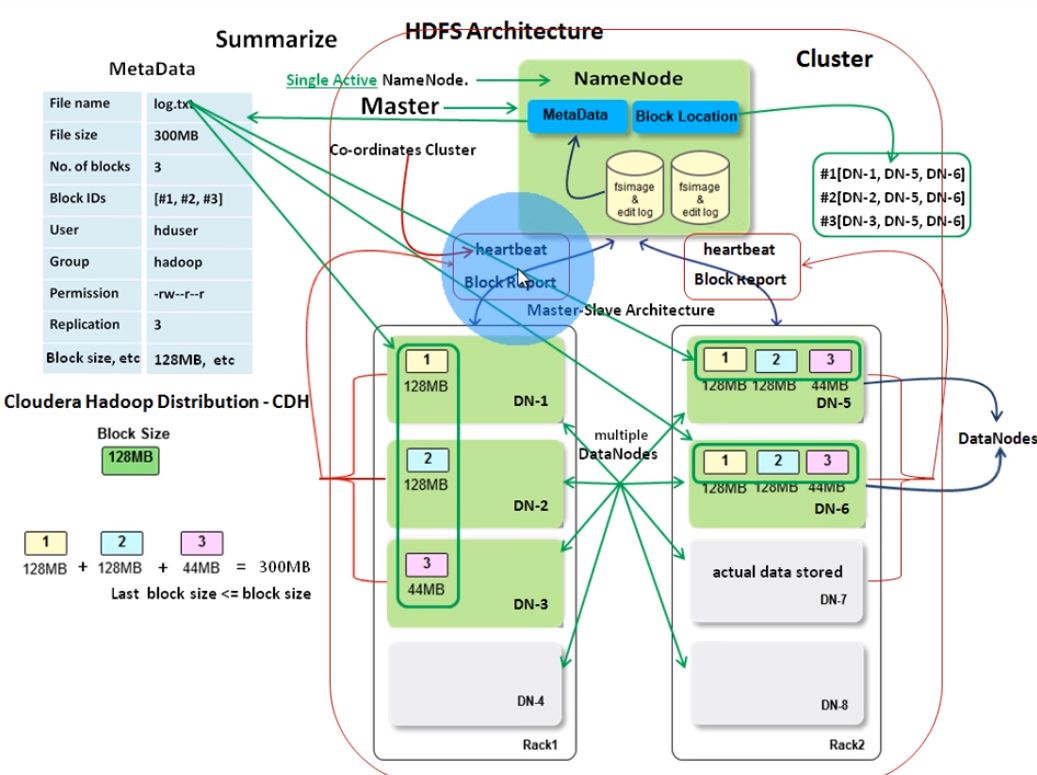 Summarize
HDFS Architecture
Cluster
MetaData
File name log.txt
File size 300MB
No. of blocks 3
Block IDs [#1, #2, #3]
User hduser
Group hadoop
Permission -rw--r--r
Replication 3
Block size, etc 128MB, etc
Cloudera Hadoop Distribution - CDH
Block Size
128MB
1 2 3
128MB + 128MB + 44MB = 300MB
Last block size <= block size
Single Active NameNode.
Master
Co-ordinates Cluster
NameNode
MetaData Block Location
fsimage
&
edit log
fsimage
&
edit log
#1[DN-1, DN-5, DN-6]
#2[DN-2, DN-5, DN-6]
#3[DN-3, DN-5, DN-6]
heartbeat
Block Report
heartbeat
Block Report
Master-Slave Architecture
1
128MB
DN-1
2
128MB
DN-2
3
44MB
DN-3
DN-4
Rack1
multiple
DataNodes
1 2 3
128MB 128MB 44MB
DN-5
1 2 3
128MB 128MB 44MB
DN-6
actual data stored
DN-7
DN-8
Rack2
DataNodes